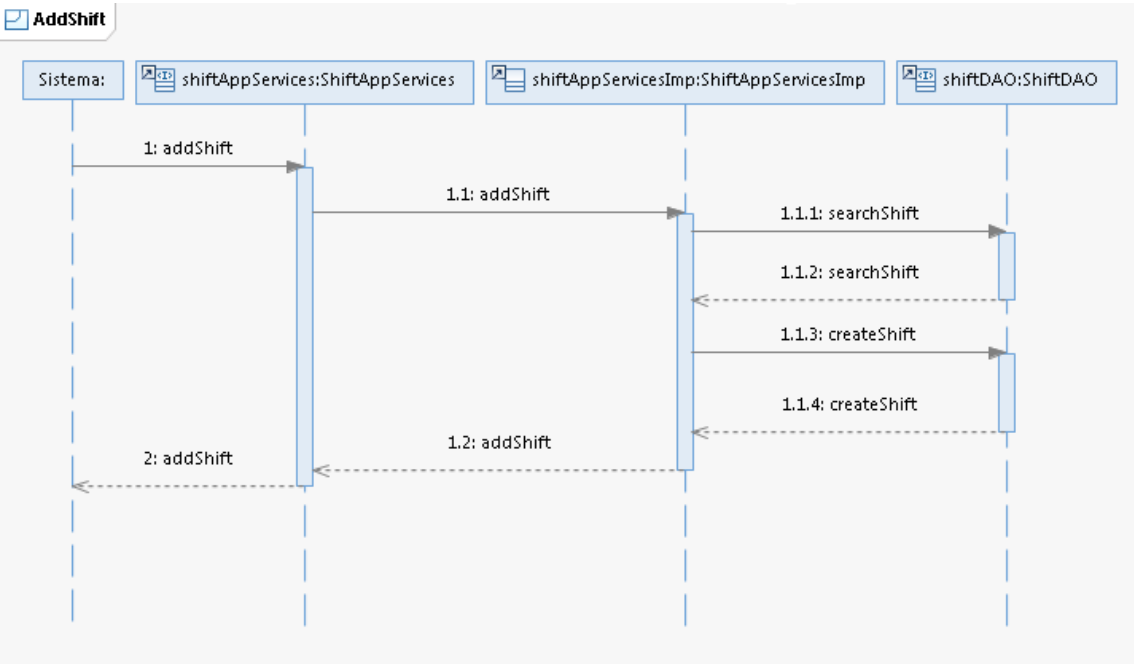 AddShift
Sistema:
shiftAppServices:ShiftAppServices
shiftAppServicesImp:ShiftAppServicesImp
shiftDAO:ShiftDAO
1: addShift
1.1: addShift
1.1.1: searchShift
1.1.2: searchShift
1.1.3: createShift
1.1.4: createShift
1.2: addShift
2: addShift